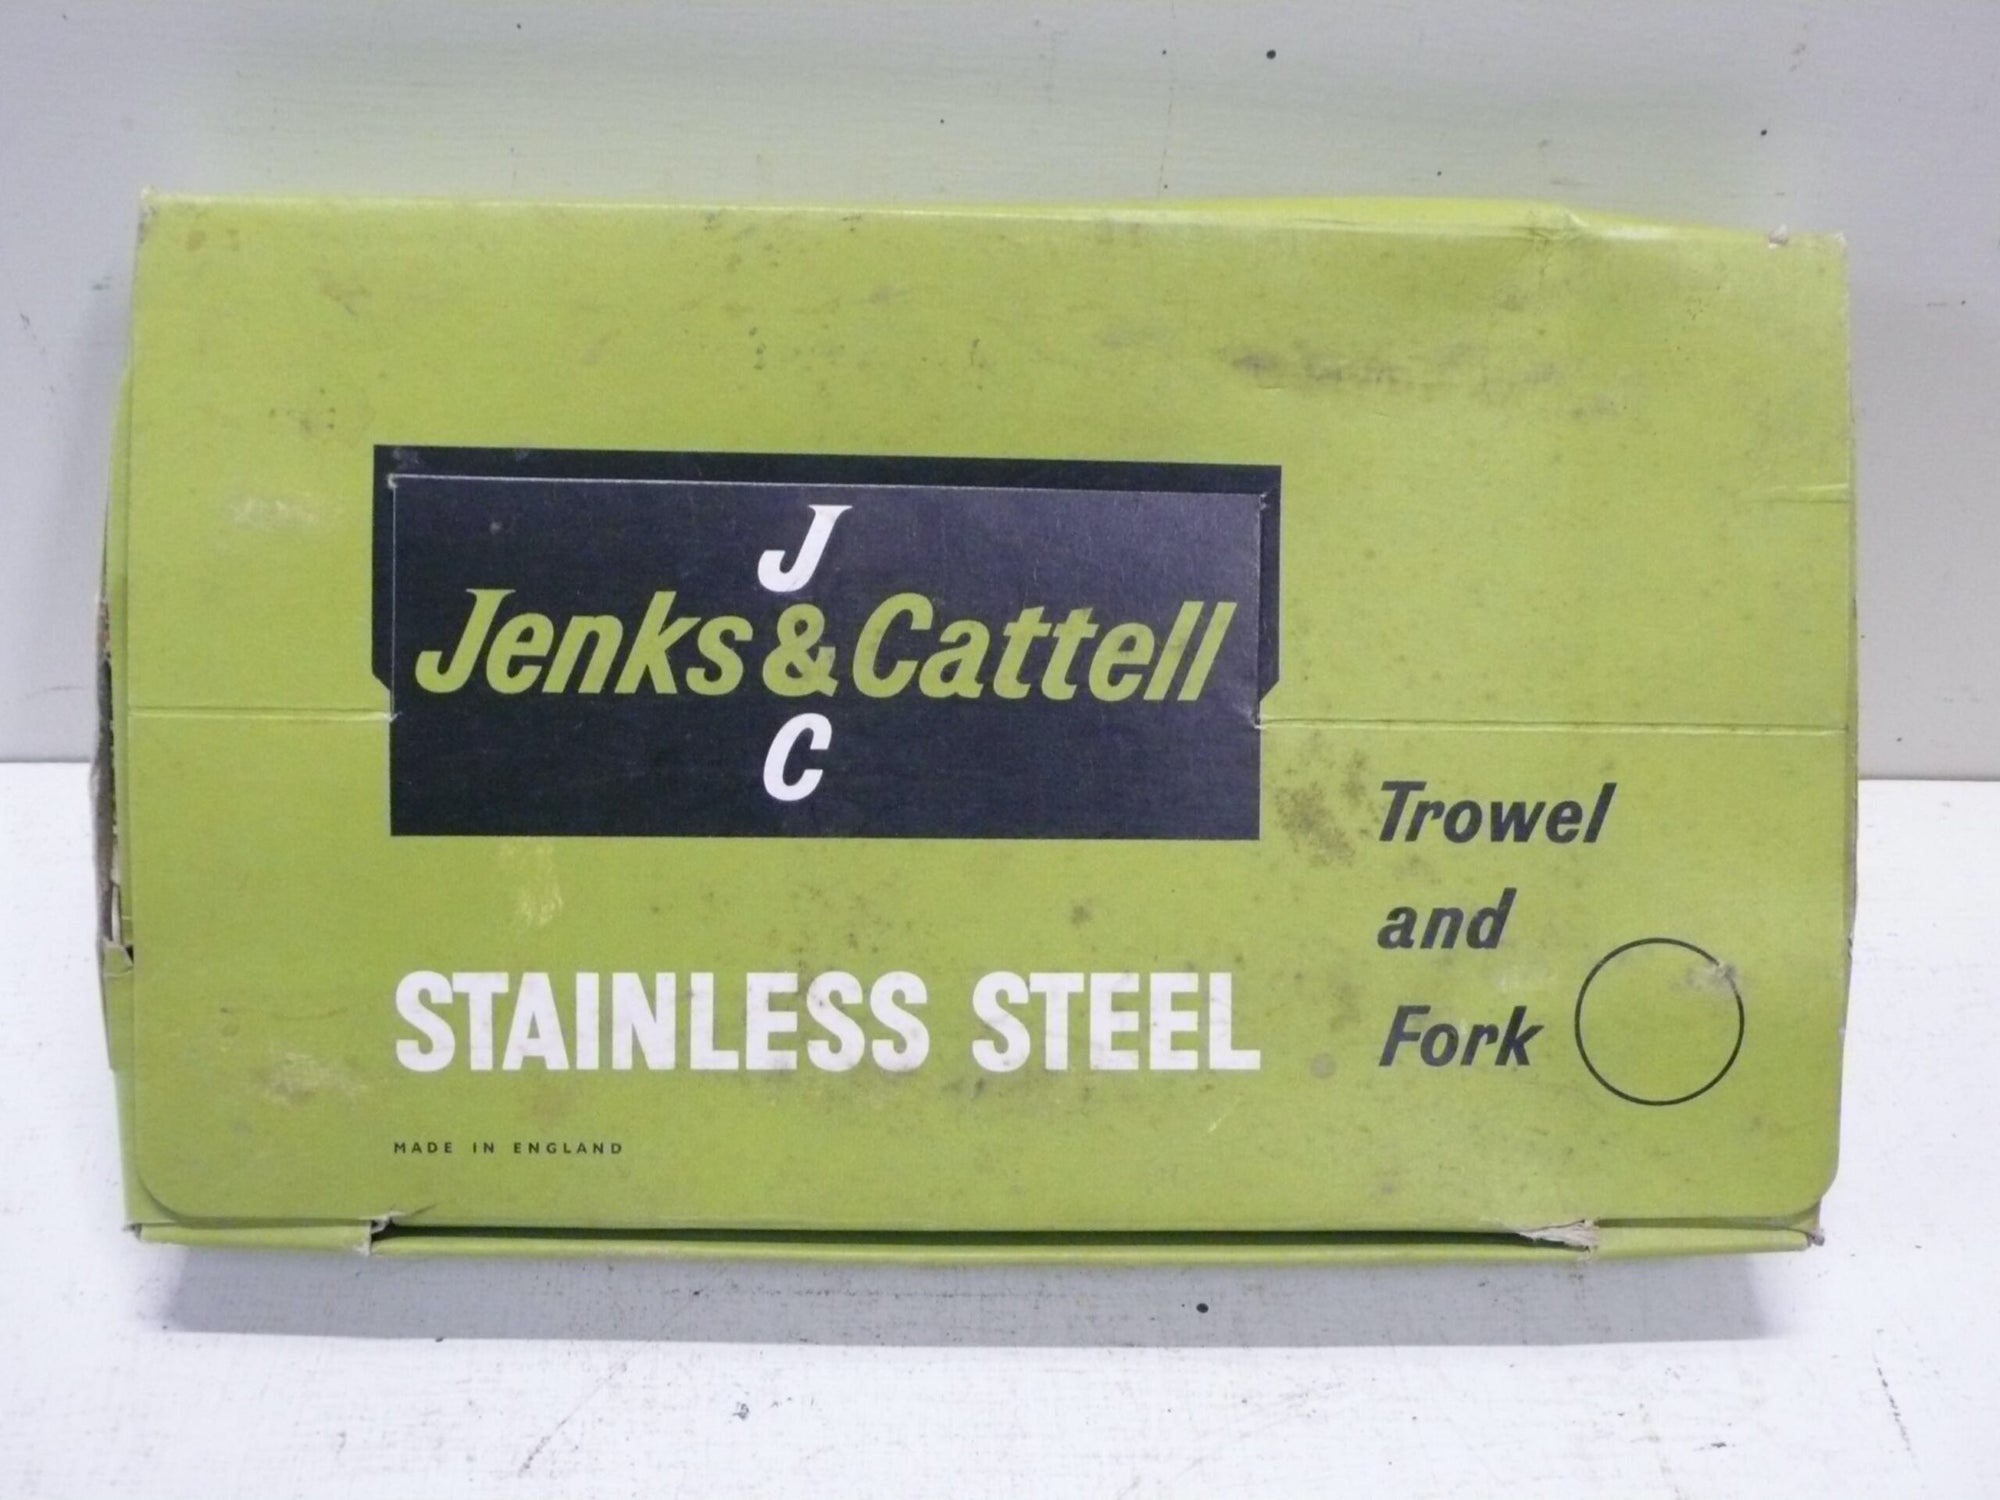 J
Jenks & Cattell
C
STAINLESS STEEL
Trowel
and
Fork
MADE IN ENGLAND